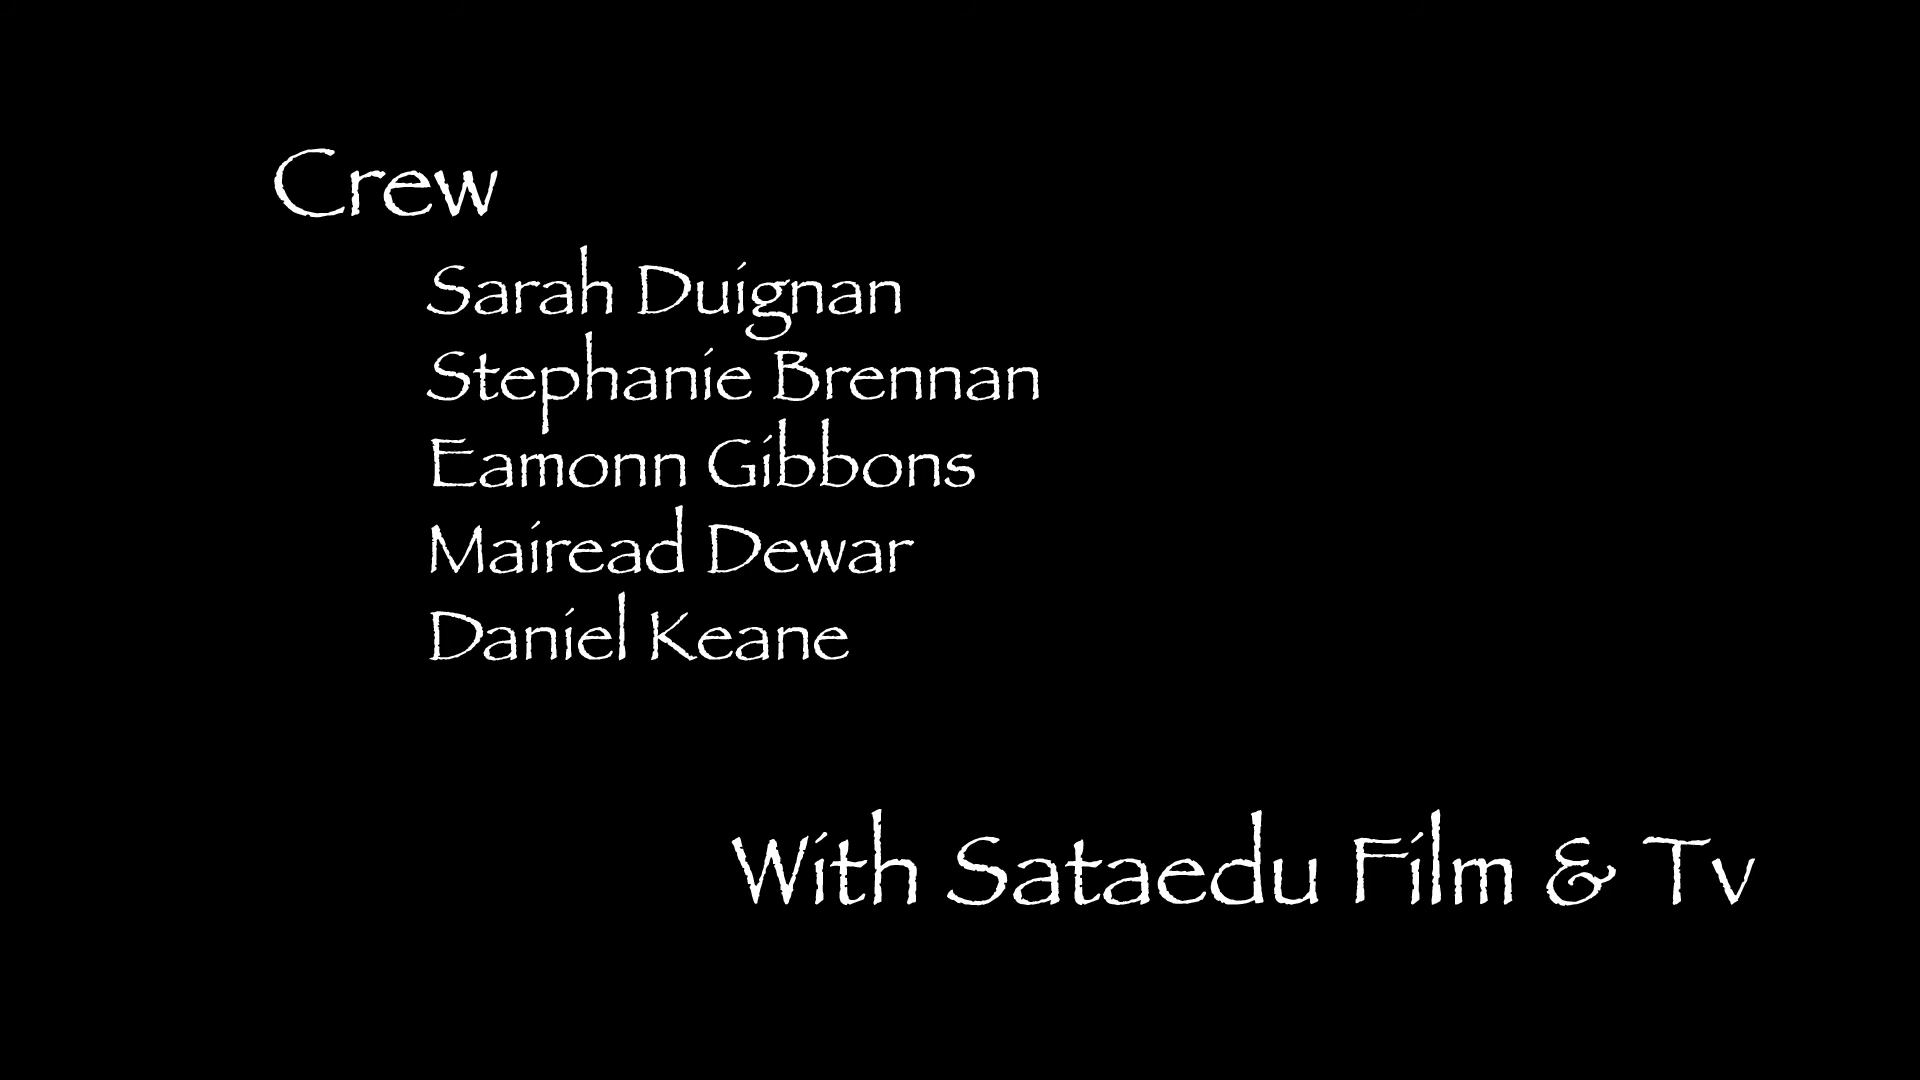 Crew
Sarah Duignan
Stephanie Brennan
Eamonn Gibbons
Mairead Dewar
Daniel Keane
With Sataedu Film & Tv